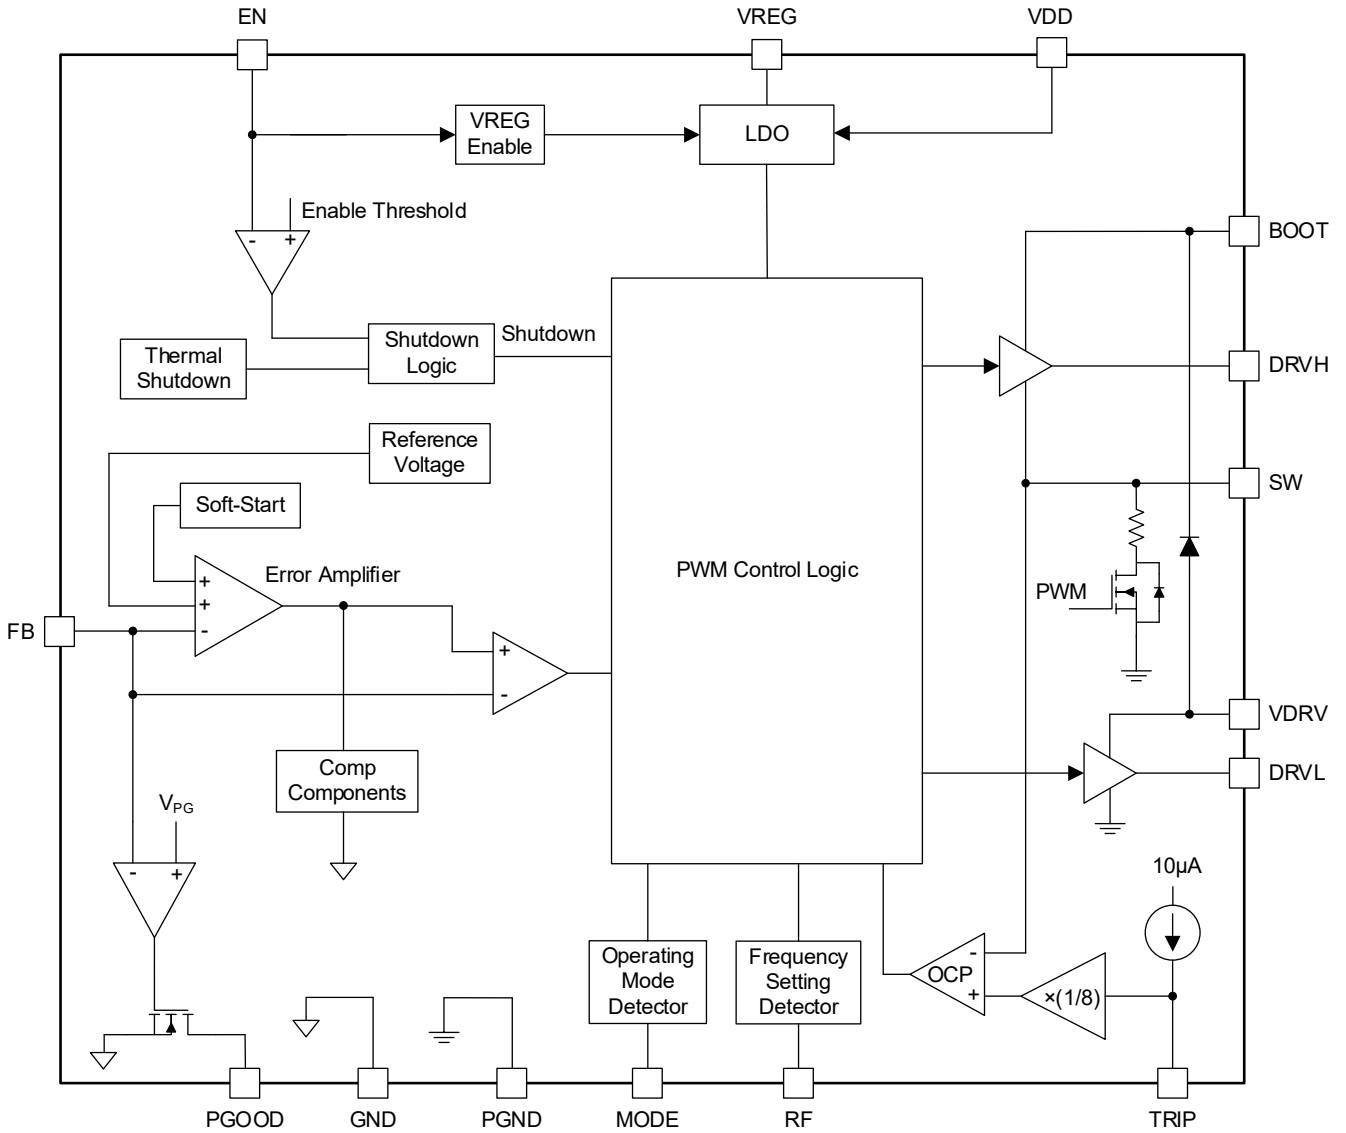 EN
VREG
VDD
VREG
Enable
LDO
Enable Threshold
- +
BOOT
Shutdown
Logic
Shutdown
Thermal
Shutdown
DRVH
Reference
Voltage
SW
Soft-Start
Error Amplifier
+
+
-
PWM Control Logic
PWM
FB
+
-
VDRV
DRVL
Comp
Components
VPG
- +
10µA
Operating
Mode
Detector
Frequency
Setting
Detector
-
OCP
+
×(1/8)
PGOOD
GND
PGND
MODE
RF
TRIP